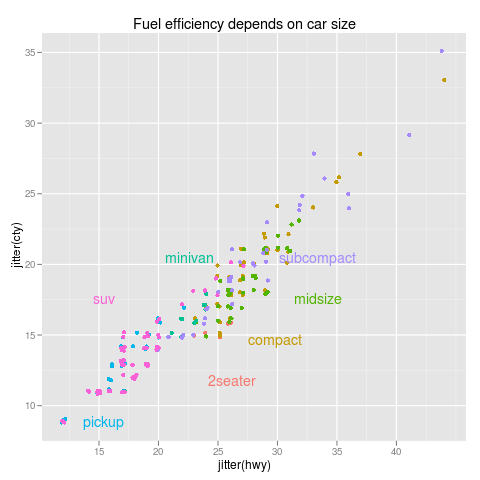 Fuel efficiency depends on car size
jitter(cty)
35
30
25
20
15
10
minivan
subcompact
suv
midsize
compact
2seater
pickup
15
20
25
30
35
40
jitter(hwy)